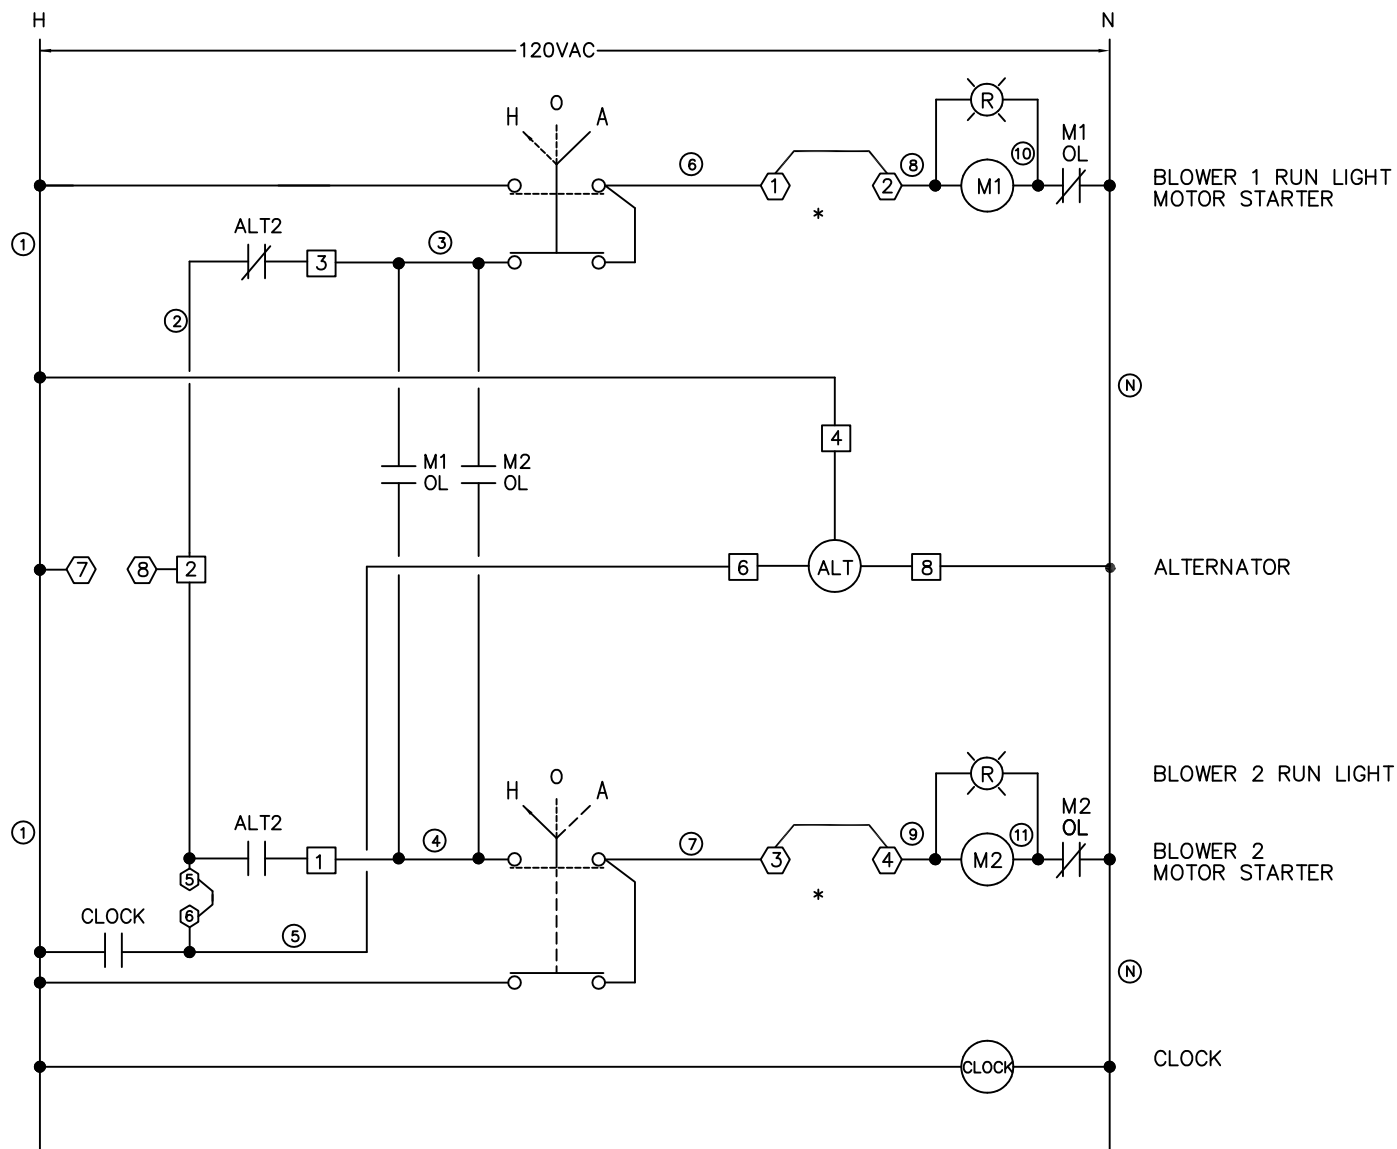 H N
120VAC
H O A
R
M1
OL
6
1
2
8
M1
10
*
BLOWER 1 RUN LIGHT
MOTOR STARTER
1
ALT2
3
3
2
N
4
M1
OL
M2
OL
7
8
2
6
ALT
8
ALTERNATOR
H O A
R
BLOWER 2 RUN LIGHT
M2
OL
1
ALT2
1
4
7
3
4
9
M2
11
*
BLOWER 2
MOTOR STARTER
5
6
CLOCK
5
N
CLOCK
CLOCK